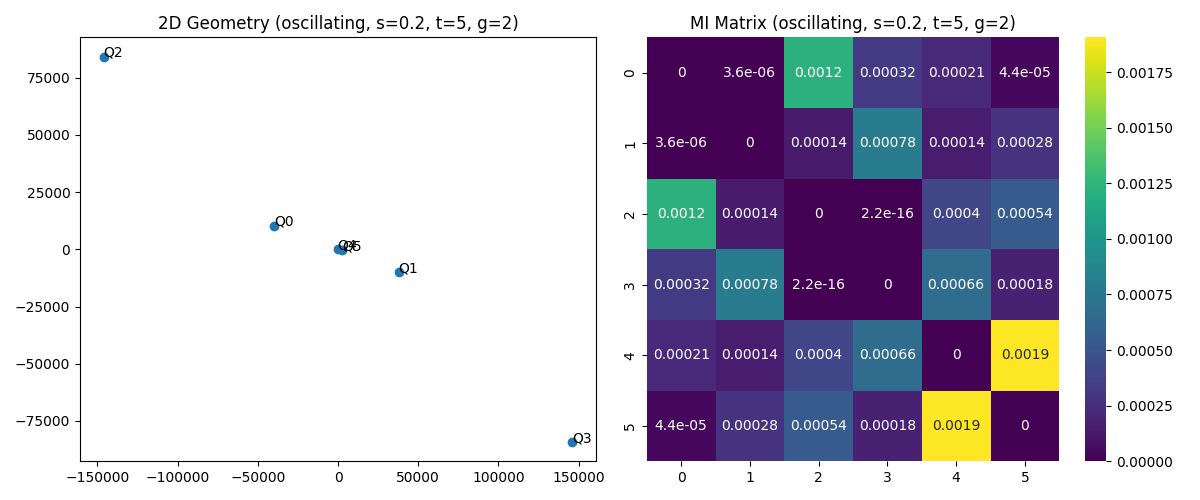 2D Geometry (oscillating, s=0.2, t=5, g=2)
75000
50000
25000
0
−25000
−50000
−75000
−150000 −100000 −50000 0 50000 100000 150000
Q2
Q0
Q4
Q5
Q1
Q3
MI Matrix (oscillating, s=0.2, t=5, g=2)
0 0 3.6e-06 0.0012 0.00032 0.00021 4.4e-05
1 3.6e-06 0 0.00014 0.00078 0.00014 0.00028
2 0.0012 0.00014 0 2.2e-16 0.0004 0.00054
3 0.00032 0.00078 2.2e-16 0 0.00066 0.00018
4 0.00021 0.00014 0.0004 0.00066 0 0.0019
5 4.4e-05 0.00028 0.00054 0.00018 0.0019 0
0 1 2 3 4 5
0.00175
0.00150
0.00125
0.00100
0.00075
0.00050
0.00025
0.00000